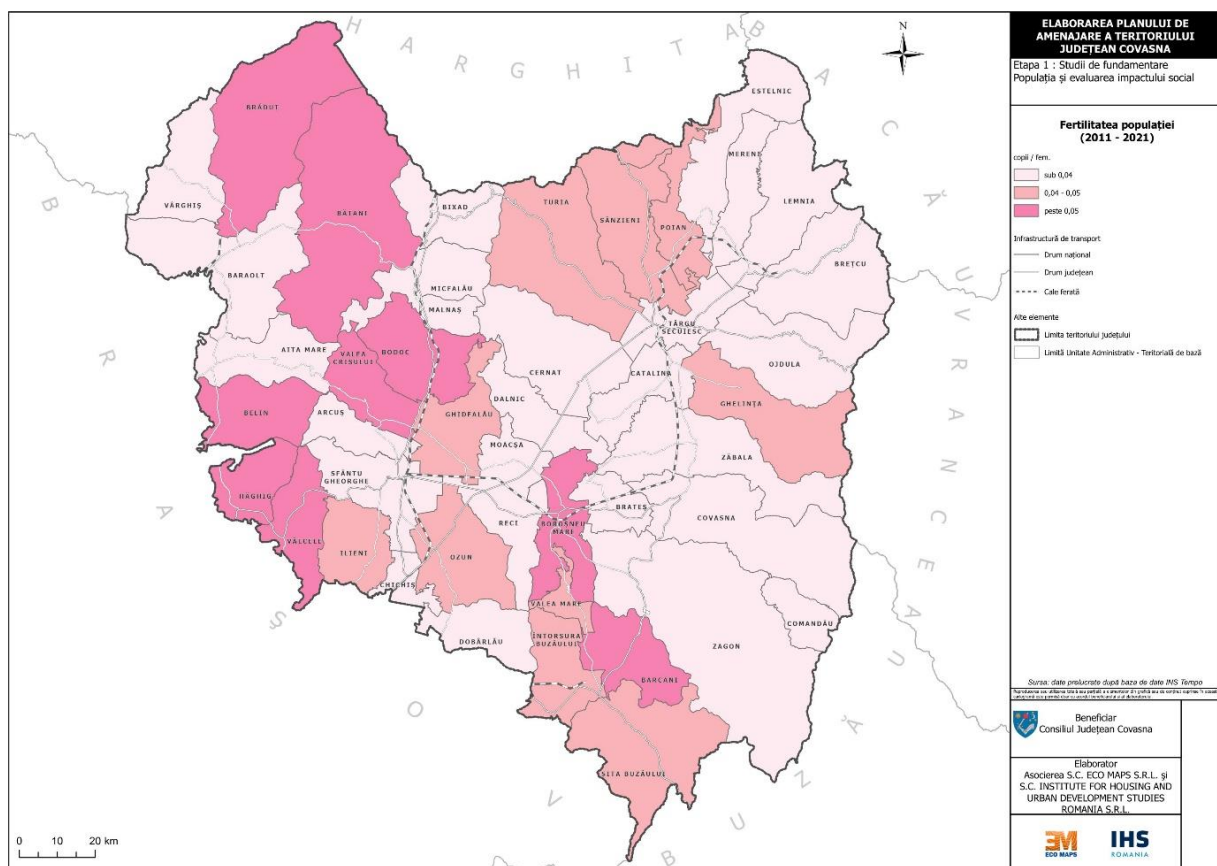 HARGHITA
BACĂU
VRANCEA
BUZĂU
BRAȘOV
N
ESTELNIC
BRĂDUT
MERENI
VÂRGHIȘ
BĂȚANI
BIXAD
TURIA
SÂNZIENI
POIAN
LEMNIA
BREȚCU
BARAOLT
MICFALĂU
MALNAȘ
TÂRGU
SECUIESC
AITA MARE
VALEA
CRIȘULUI
BODOC
CERNAT
CATALINA
OJDULA
BELIN
ARCUȘ
GHIDFALĂU
DALNIC
GHELINȚA
MOACȘA
ZĂBALA
SFÂNTU
GHEORGHE
HĂGHIG
RECI
BOROȘNEU
MARE
BRATEȘ
COVASNA
VÂLCELE
ILIENI
OZUN
CHICHIȘ
VALEA MARE
COMANDĂU
DOBÂRLĂU
ÎNTORSURA
BUZĂULUI
ZAGON
BARCANI
SITA BUZĂULUI
0 10 20 km
ELABORAREA PLANULUI DE
AMENAJARE A TERITORIULUI
JUDEȚEAN COVASNA
Etapa 1 : Studii de fundamentare
Populația și evaluarea impactului social
Fertilitatea populației
(2011 - 2021)
copii / fem.
sub 0,04
0,04 - 0,05
peste 0,05
Infrastructură de transport
Drum național
Drum județean
Cale ferată
Alte elemente
Limita teritoriului județului
Limită Unitate Administrativ - Teritorială de bază
Sursa: date prelucrate după baza de date INS Tempo
Beneficiar
Consiliul Județean Covasna
Elaborator
Asocierea S.C. ECO MAPS S.R.L. și
S.C. INSTITUTE FOR HOUSING AND
URBAN DEVELOPMENT STUDIES
ROMANIA S.R.L.
EM
ECO MAPS
IHS
ROMANIA